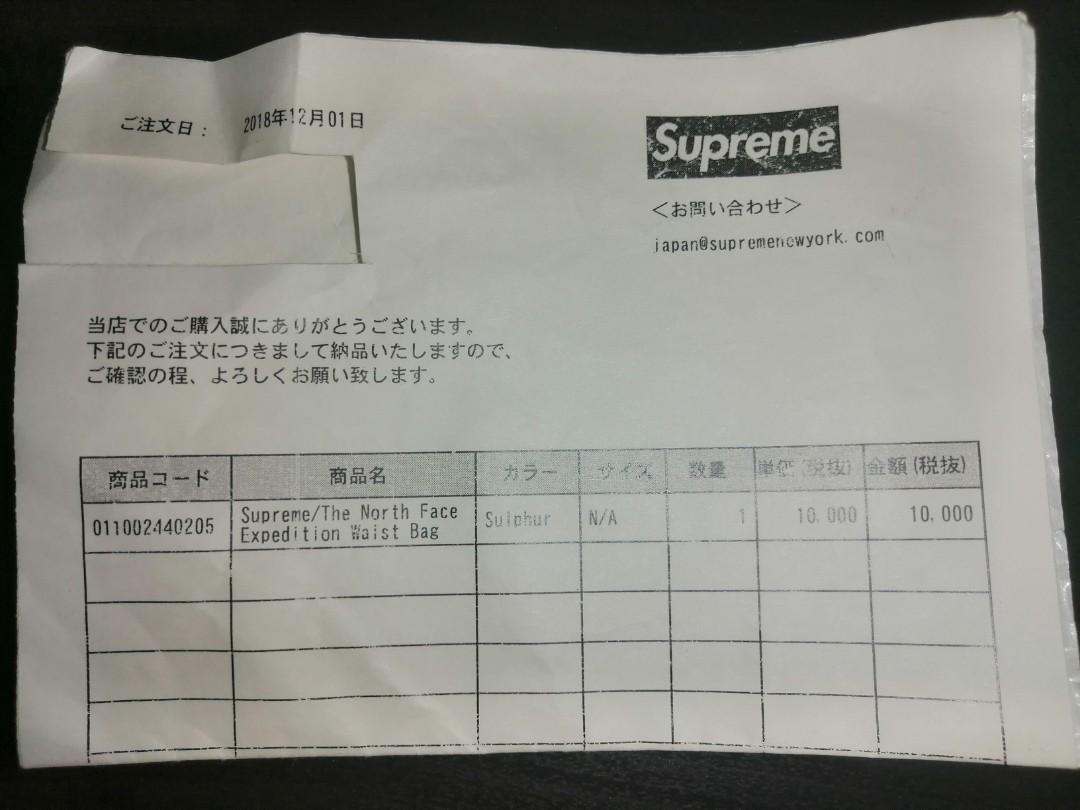 ご注文日： 2018年12月01日
Supreme
＜お問い合わせ＞
japan@supremenewyork.com
当店でのご購入誠にありがとうございます。
下記のご注文につきまして納品いたしますので、
ご確認の程、よろしくお願い致します。
商品コード 商品名 カラー サイズ 数量 単価(税抜) 金額(税抜)
011002440205 Supreme/The North Face Expedition Waist Bag Sulphur N/A 1 10,000 10,000